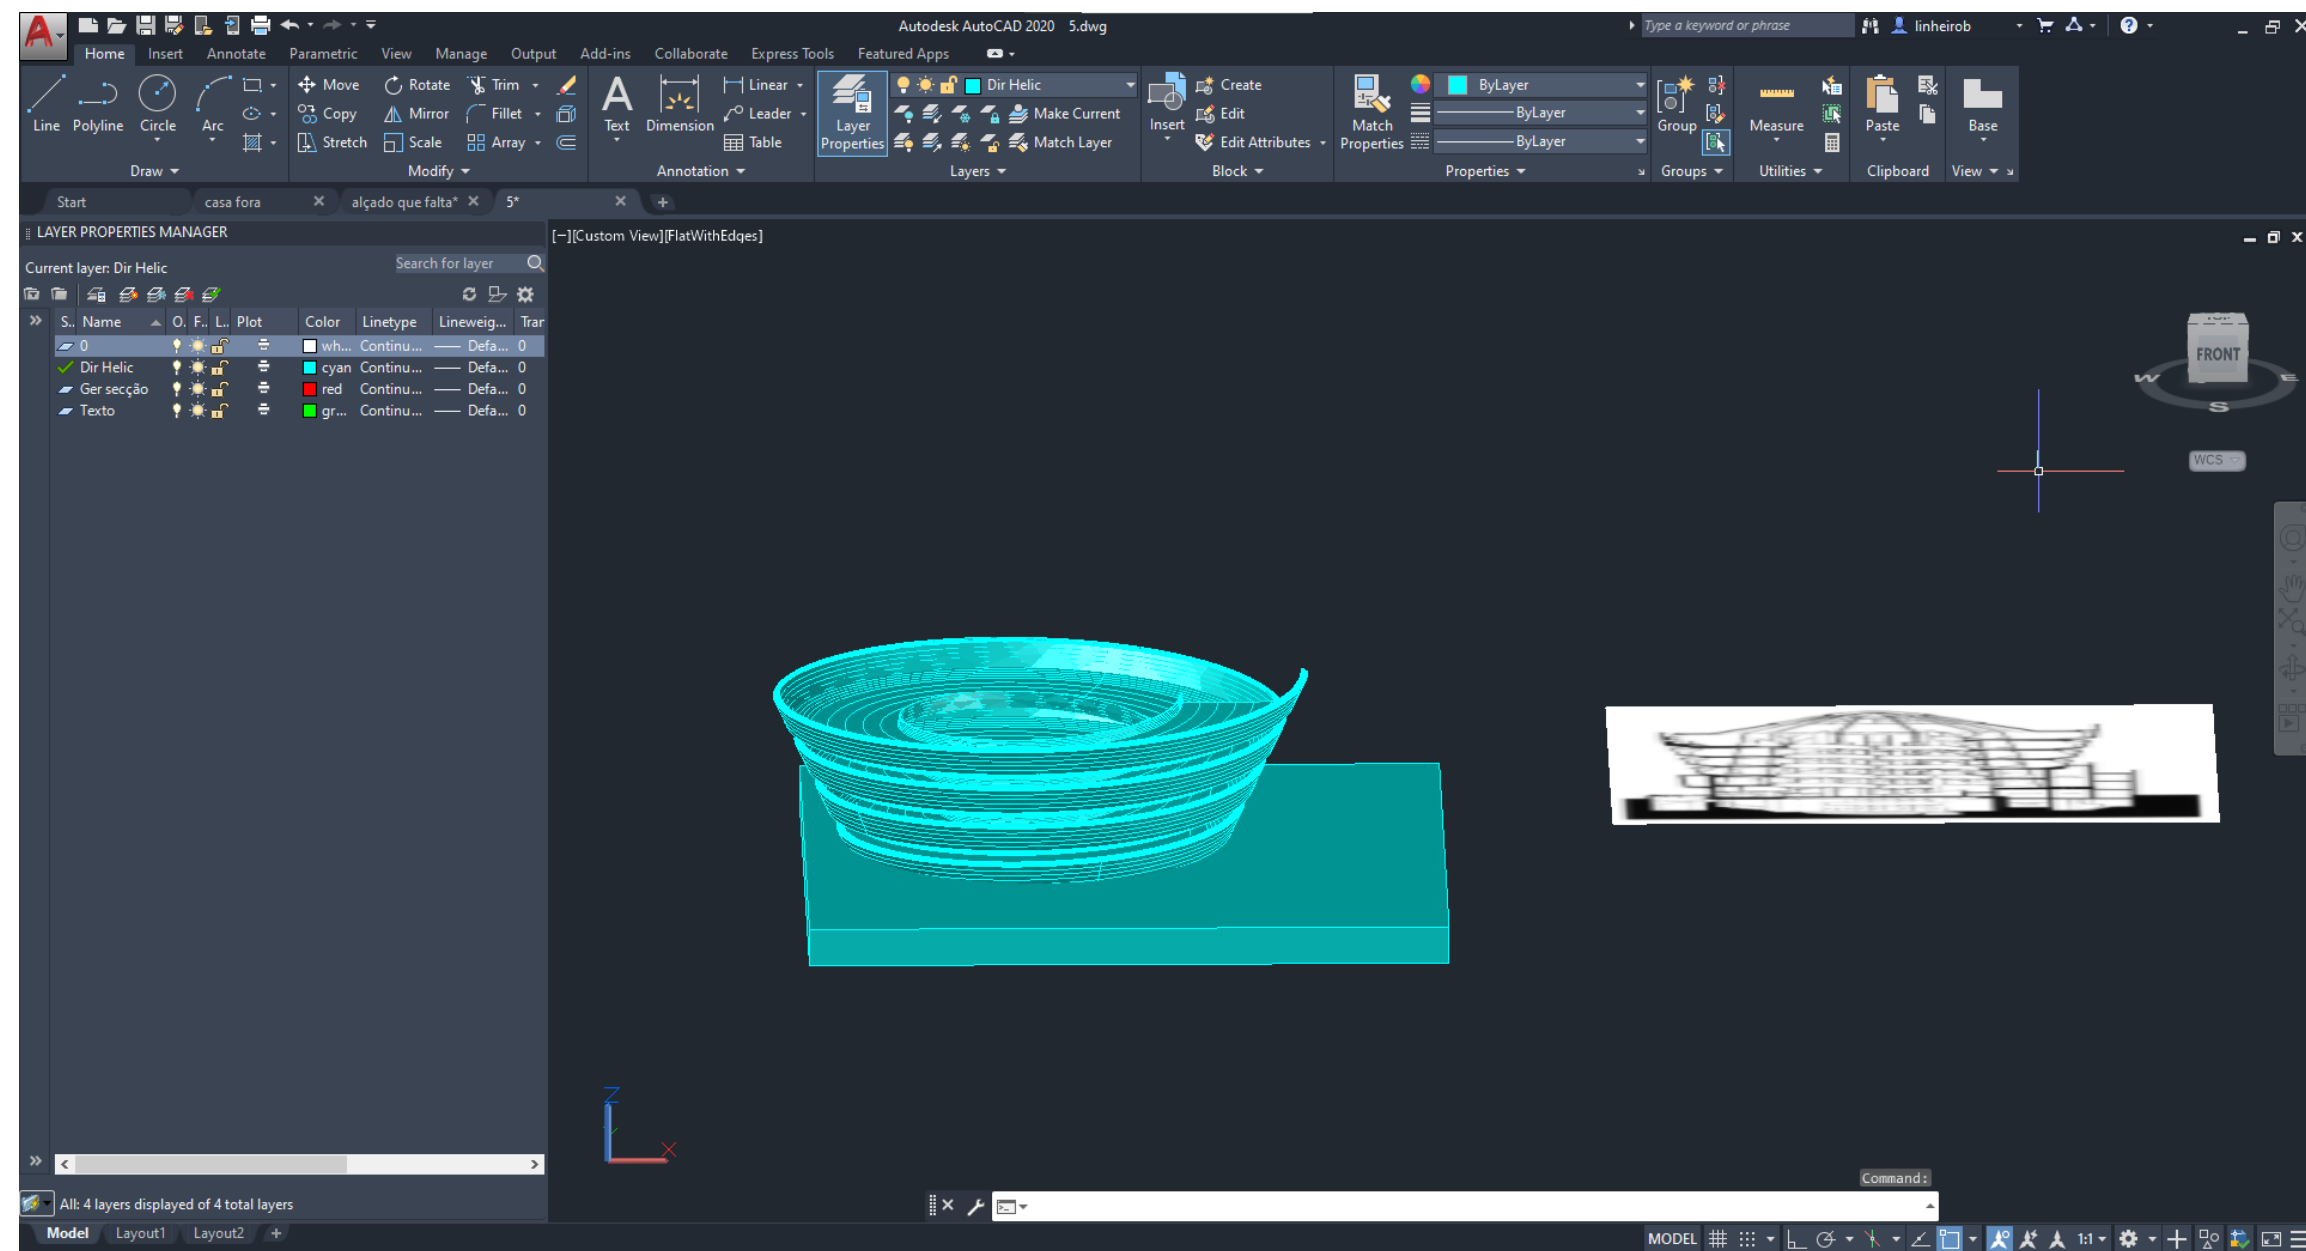 Autodesk AutoCAD 2020 5.dwg
Type a keyword or phrase
linheirob
Home Insert Annotate Parametric View Manage Output Add-ins Collaborate Express Tools Featured Apps
Move Rotate Trim Linear Dir Helic Create ByLayer
Copy Mirror Fillet Leader Make Current Edit ByLayer
Line Polyline Circle Arc Text Dimension Layer Insert Match Group Measure Paste Base
Stretch Scale Array Table Properties Match Layer Edit Attributes Properties ByLayer
Draw Modify Annotation Layers Block Properties Groups Utilities Clipboard View
Start casa fora alçado que falta* 5*
LAYER PROPERTIES MANAGER
[−][Custom View][FlatWithEdges]
Current layer: Dir Helic
Search for layer
S.. Name O. F.. L.. Plot Color Linetype Lineweig... Tran
0 wh... Continu... Defa... 0
Dir Helic cyan Continu... Defa... 0
Ger secção red Continu... Defa... 0
Texto gr... Continu... Defa... 0
TOP
FRONT
W E
S
WCS
Z
X
Command:
All: 4 layers displayed of 4 total layers
Model Layout1 Layout2 +
MODEL 1:1